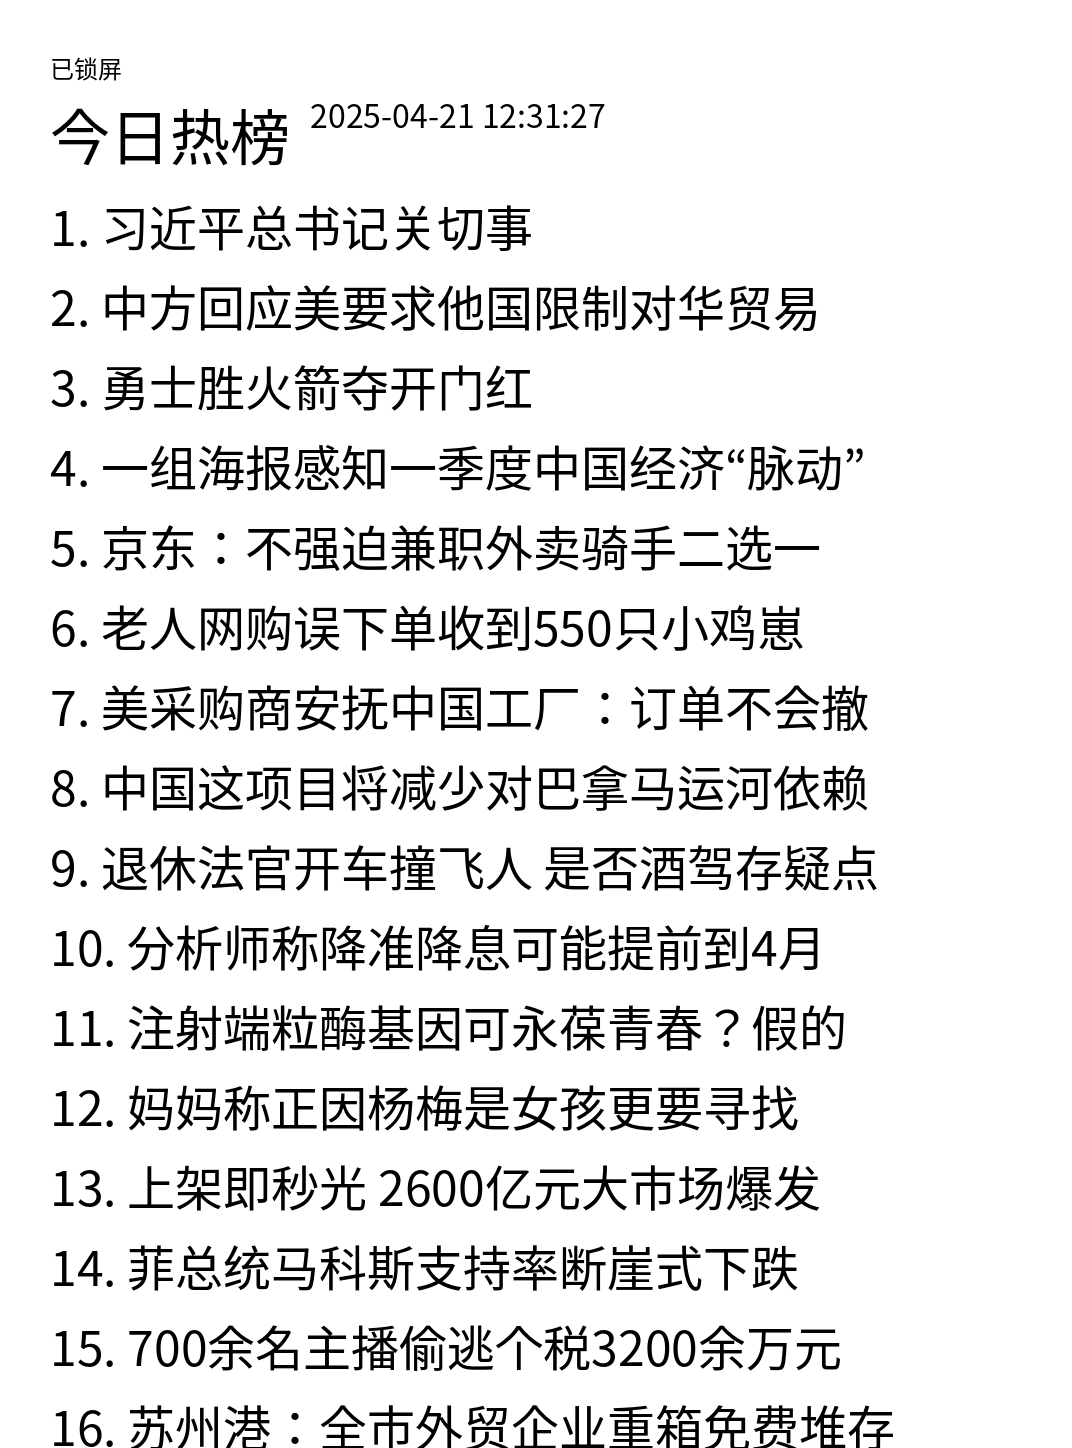 已锁屏
今日热榜 2025-04-21 12:31:27
1. 习近平总书记关切事
2. 中方回应美要求他国限制对华贸易
3. 勇士胜火箭夺开门红
4. 一组海报感知一季度中国经济“脉动”
5. 京东：不强迫兼职外卖骑手二选一
6. 老人网购误下单收到550只小鸡崽
7. 美采购商安抚中国工厂：订单不会撤
8. 中国这项目将减少对巴拿马运河依赖
9. 退休法官开车撞飞人 是否酒驾存疑点
10. 分析师称降准降息可能提前到4月
11. 注射端粒酶基因可永葆青春？假的
12. 妈妈称正因杨梅是女孩更要寻找
13. 上架即秒光 2600亿元大市场爆发
14. 菲总统马科斯支持率断崖式下跌
15. 700余名主播偷逃个税3200余万元
16. 苏州港：全市外贸企业重箱免费堆存